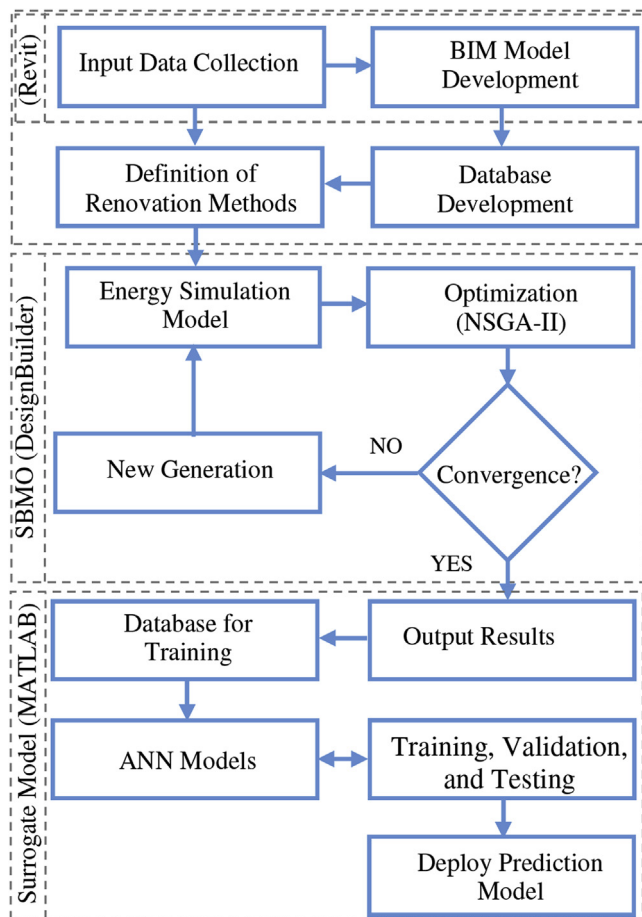 (Revit)
Input Data Collection
BIM Model
Development
Definition of
Renovation Methods
Database
Development
SBMO (DesignBuilder)
Energy Simulation
Model
Optimization
(NSGA-II)
New Generation
NO
Convergence?
YES
Surrogate Model (MATLAB)
Database for
Training
Output Results
ANN Models
Training, Validation,
and Testing
Deploy Prediction
Model